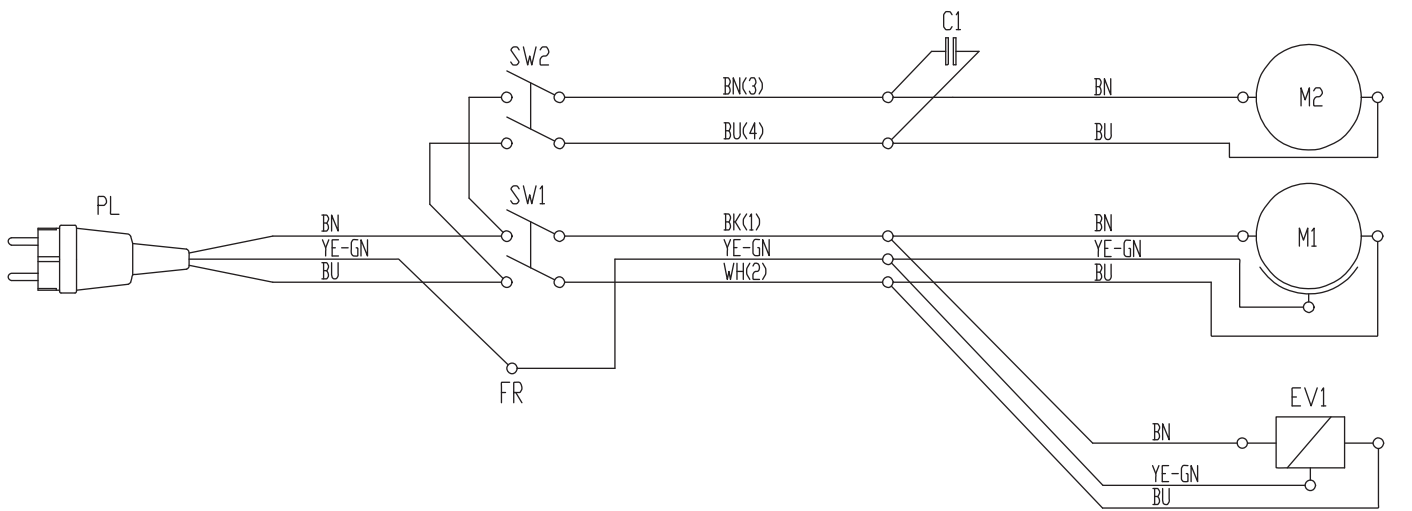 C1
SW2
BN(3)
BN
M2
BU(4)
BU
PL
SW1
BN
BK(1)
BN
M1
YE-GN
YE-GN
YE-GN
BU
WH(2)
BU
FR
EV1
BN
YE-GN
BU